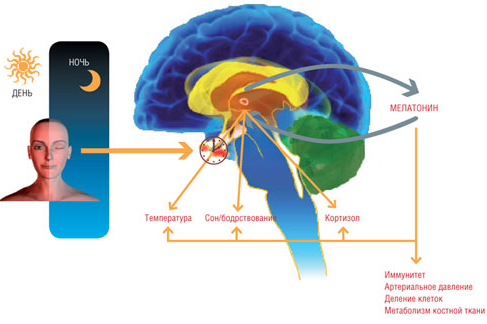 НОЧЬ
ДЕНЬ
МЕЛАТОНИН
Температура
Сон/бодрствование
Кортизол
Иммунитет
Артериальное давление
Деление клеток
Метаболизм костной ткани